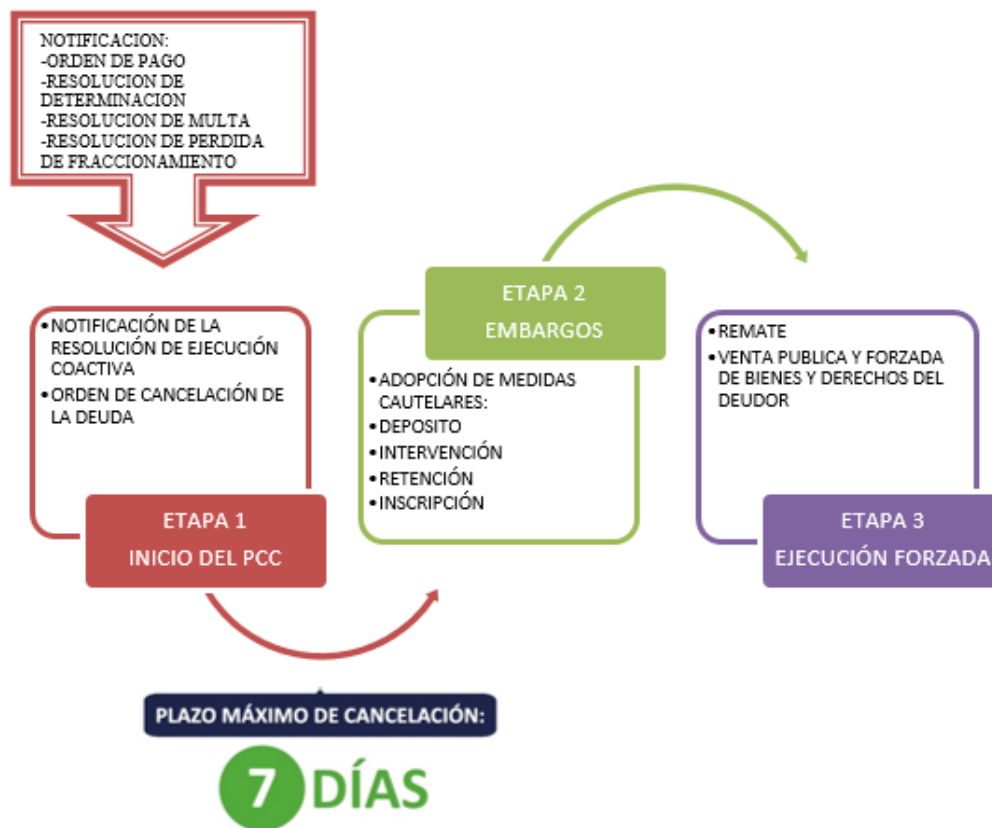 NOTIFICACION:
-ORDEN DE PAGO
-RESOLUCION DE
DETERMINACION
-RESOLUCION DE MULTA
-RESOLUCION DE PERDIDA
DE FRACCIONAMIENTO
•NOTIFICACIÓN DE LA
RESOLUCIÓN DE EJECUCIÓN
COACTIVA
•ORDEN DE CANCELACIÓN DE
LA DEUDA
ETAPA 1
INICIO DEL PCC
ETAPA 2
EMBARGOS
•ADOPCIÓN DE MEDIDAS
CAUTELARES:
•DEPOSITO
•INTERVENCIÓN
•RETENCIÓN
•INSCRIPCIÓN
•REMATE
•VENTA PUBLICA Y FORZADA
DE BIENES Y DERECHOS DEL
DEUDOR
ETAPA 3
EJECUCIÓN FORZADA
PLAZO MÁXIMO DE CANCELACIÓN:
7 DÍAS